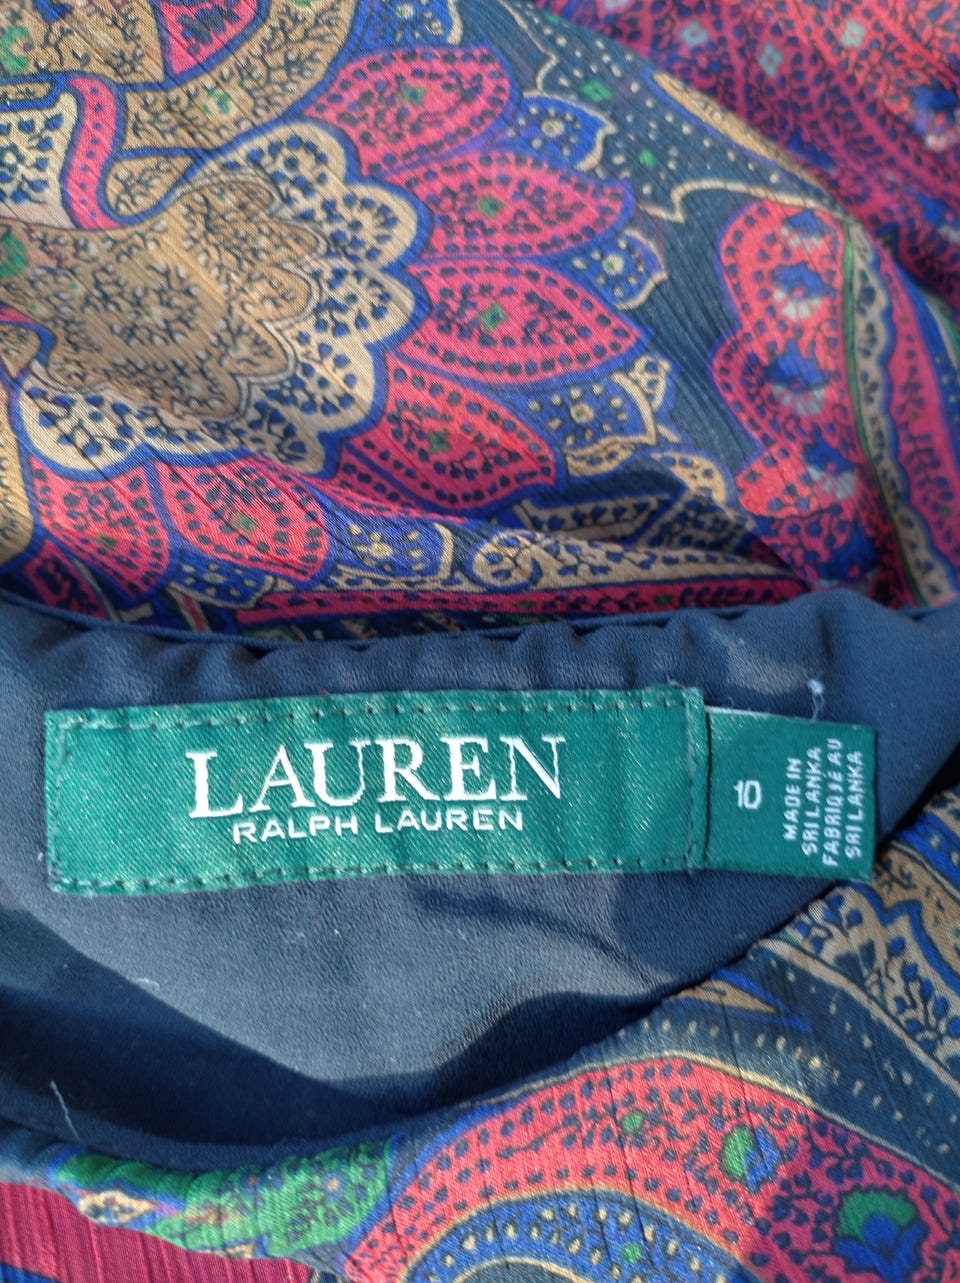 LAUREN
RALPH LAUREN
10
MADE IN
SRI LANKA
FABRIQUÉ AU
SRI LANKA